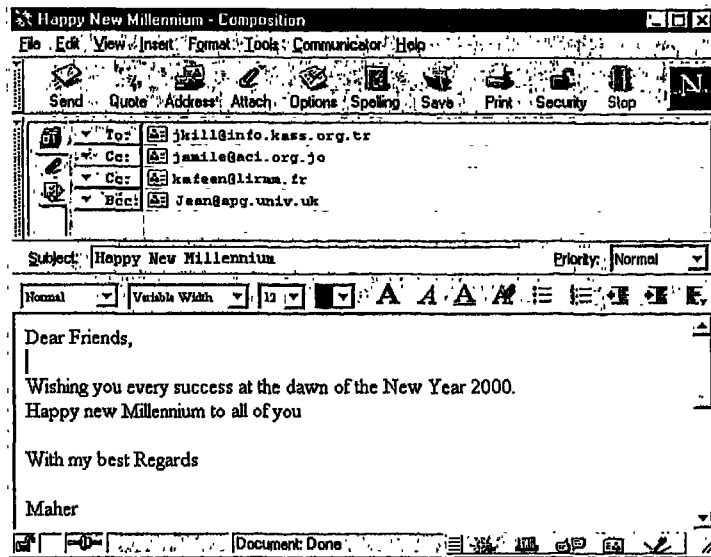 Happy New Millennium - Composition
File Edit View Insert Format Tools Communicator Help
Send Quote Address Attach Options Spelling Save Print Security Stop N
To: jkill@info.kass.org.tr
Cc: jamile@aci.org.jo
Cc: kafeen@liram.fr
Bcc: Jean@apg.univ.uk
Subject: Happy New Millennium Priority: Normal
Normal Variable Width 12 A A A A
Dear Friends,
Wishing you every success at the dawn of the New Year 2000.
Happy new Millennium to all of you
With my best Regards
Maher
Document: Done